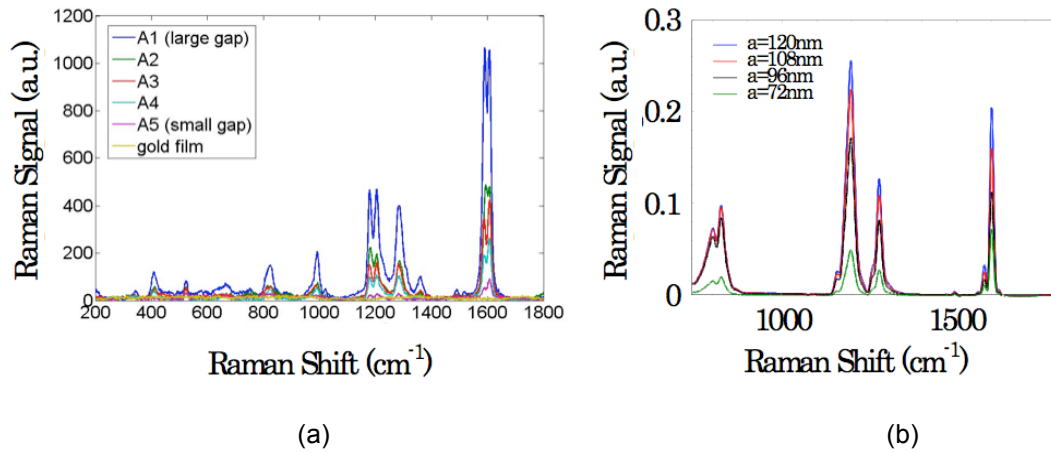 1200
1000
800
600
400
200
0
200 400 600 800 1000 1200 1400 1600 1800
Raman Signal (a.u.)
Raman Shift (cm-1)
A1 (large gap)
A2
A3
A4
A5 (small gap)
gold film
(a)
0.3
0.2
0.1
0
1000 1500
Raman Signal (a.u.)
Raman Shift (cm-1)
a=120nm
a=108nm
a=96nm
a=72nm
(b)